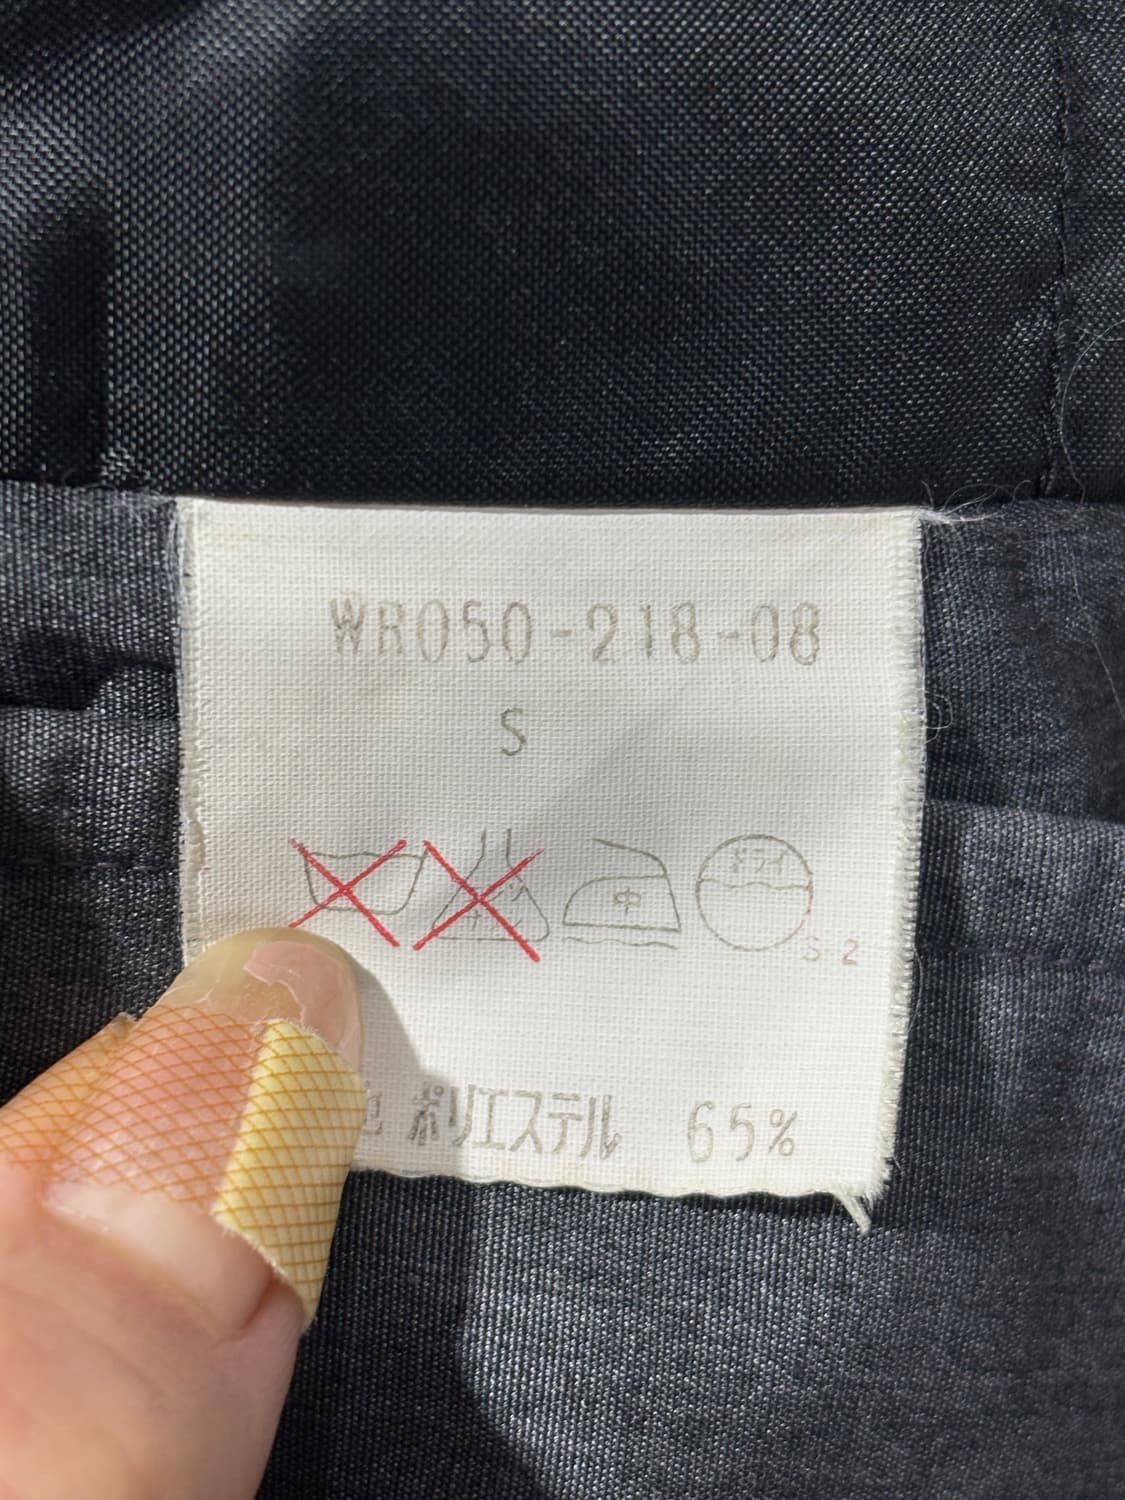 WR050-218-08
S
中 ドライ
S 2
ポリエステル 65%